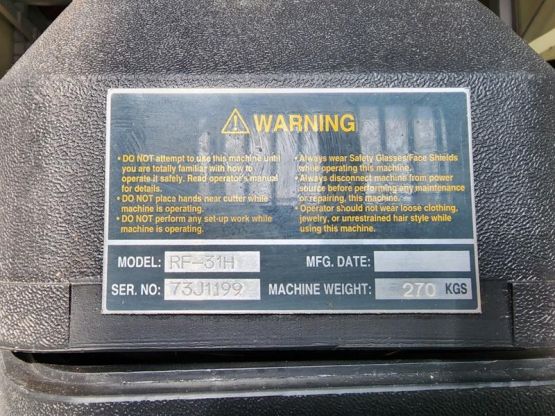 WARNING
• DO NOT attempt to use this machine until
you are totally familiar with how to
operate it safely. Read operator's manual
for details.
• DO NOT placa hands near cutter while
machine is operating.
• DO NOT perform any set-up work while
machine is operating.
• Always wear Safety Glasses/Face Shields
while operating this machine.
• Always disconnect machine from power
source before performing any maintenance
or repairing, this machine.
• Operator should not wear loose clothing,
jewelry, or unrestrained hair style while
using this machine.
MODEL: RF-31H MFG. DATE:
SER. NO: 73J1199 MACHINE WEIGHT: 270 KGS